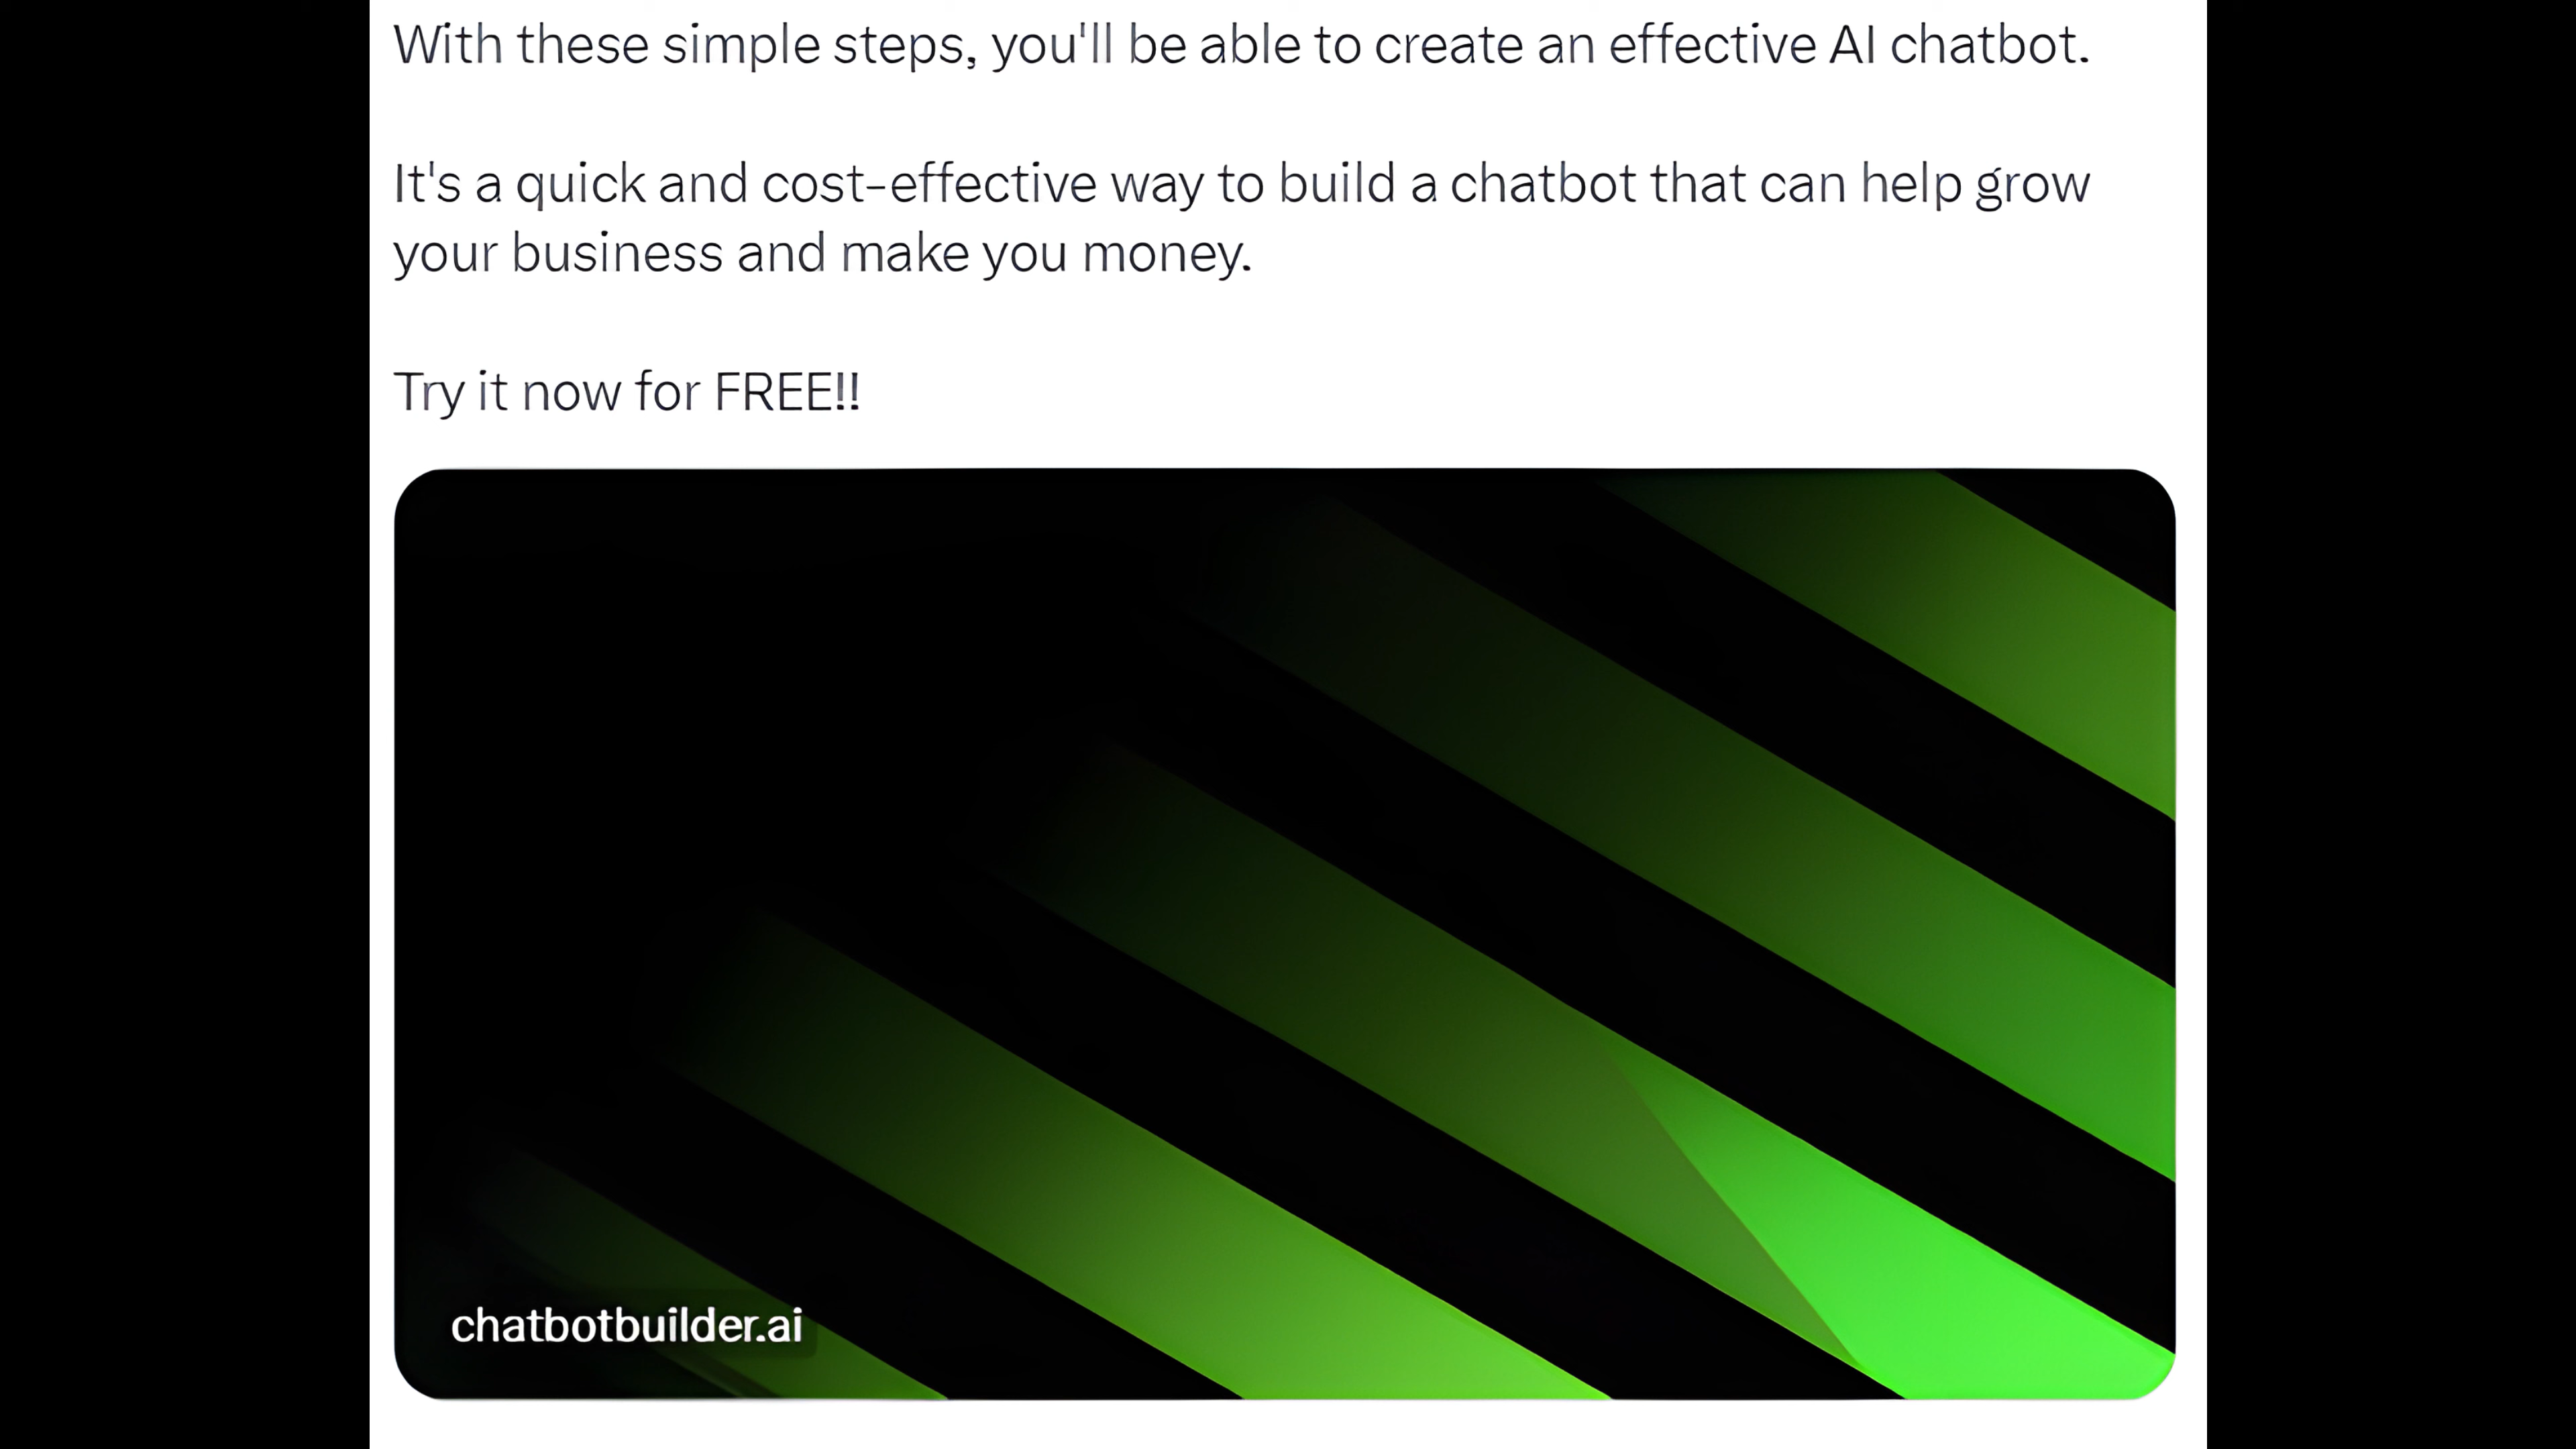 With these simple steps, you'll be able to create an effective AI chatbot.
It's a quick and cost-effective way to build a chatbot that can help grow
your business and make you money.
Try it now for FREE!!
chatbotbuilder.ai